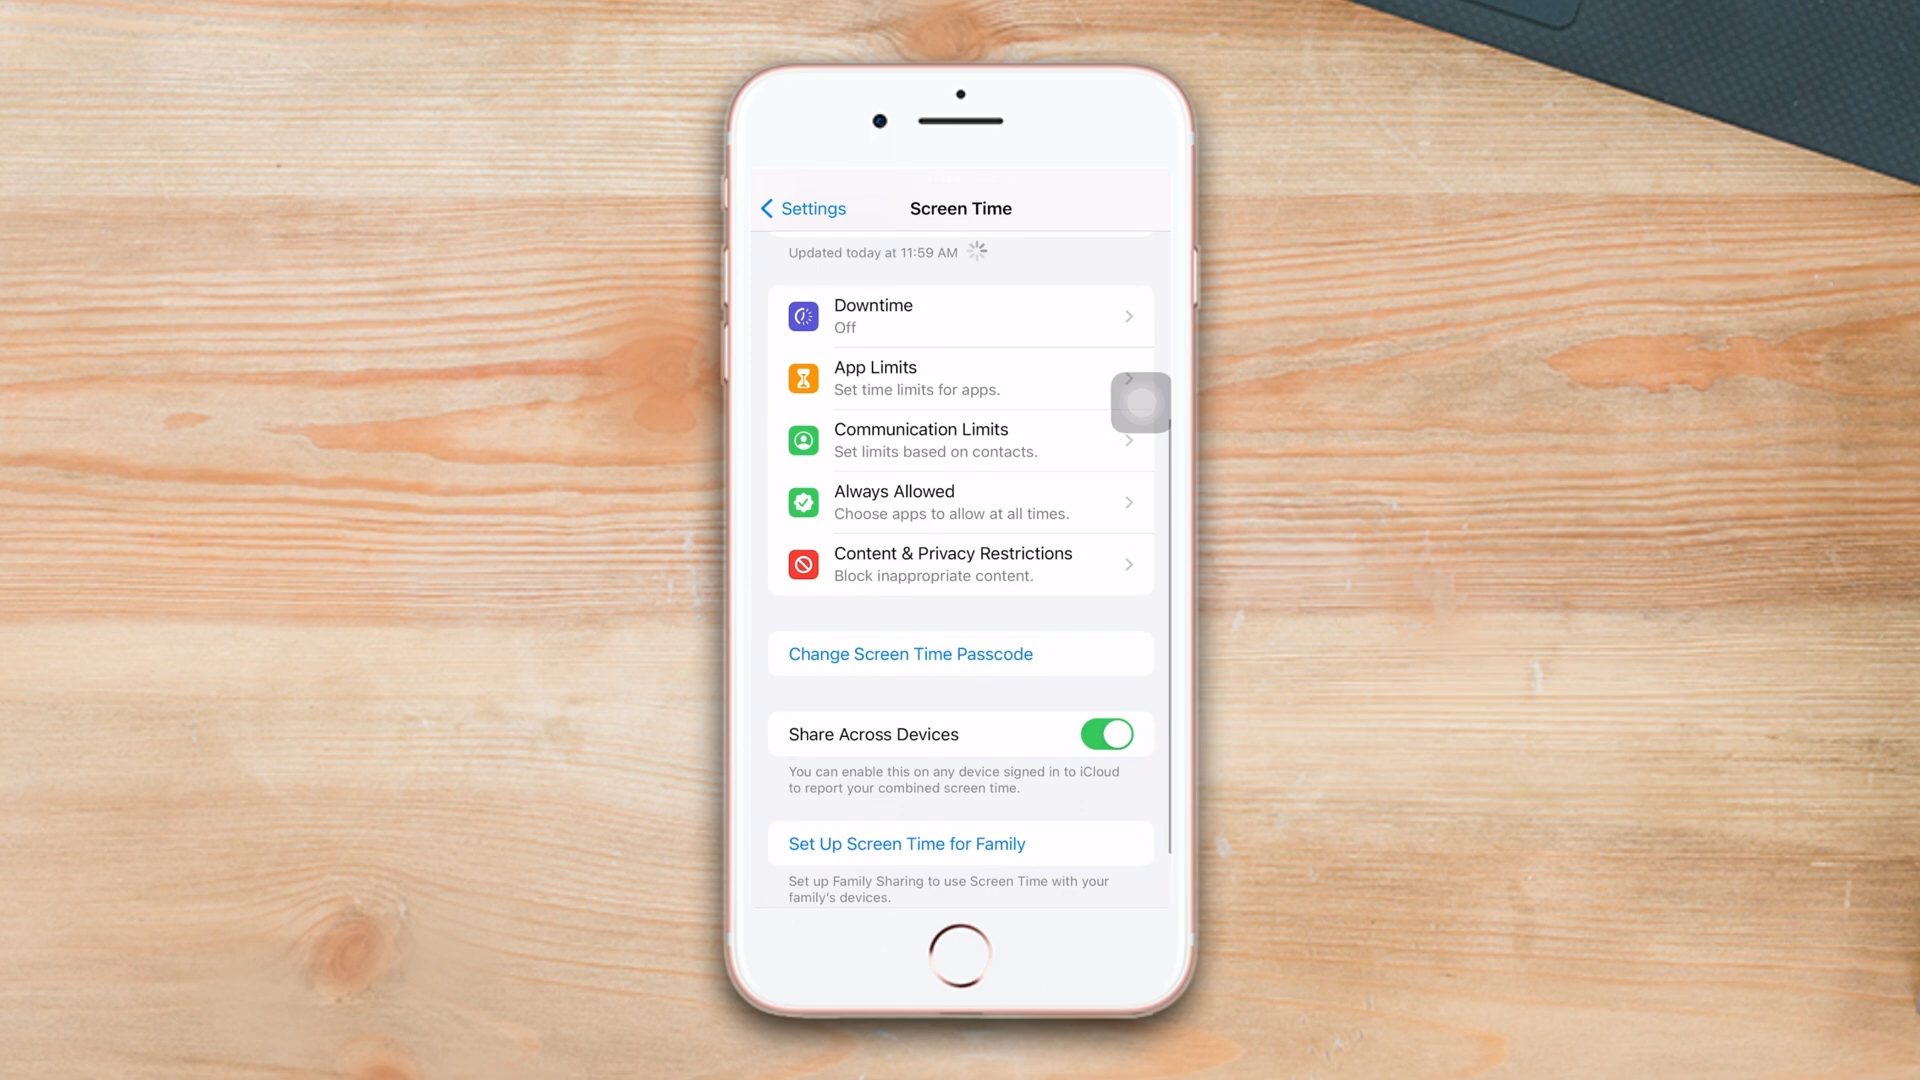 Settings
Screen Time
Updated today at 11:59 AM
Downtime
Off
App Limits
Set time limits for apps.
Communication Limits
Set limits based on contacts.
Always Allowed
Choose apps to allow at all times.
Content & Privacy Restrictions
Block inappropriate content.
Change Screen Time Passcode
Share Across Devices
You can enable this on any device signed in to iCloud
to report your combined screen time.
Set Up Screen Time for Family
Set up Family Sharing to use Screen Time with your
family's devices.